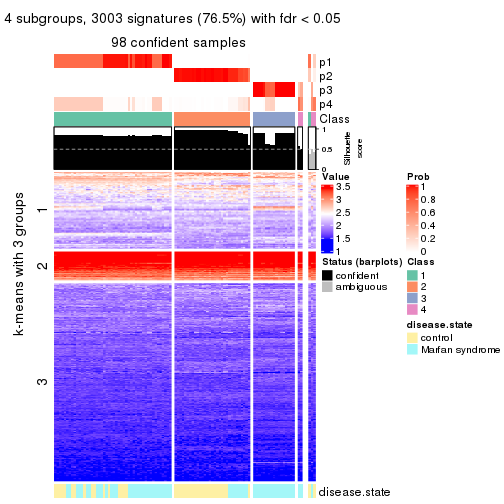 4 subgroups, 3003 signatures (76.5%) with fdr < 0.05
98 confident samples
p1
p2
p3
p4
Class
1
0.5
0
Silhouette
score
k-means with 3 groups
1
2
3
disease.state
Value
3.5
3
2.5
2
1.5
1
Prob
1
0.8
0.6
0.4
0.2
0
Status (barplots)
confident
ambiguous
Class
1
2
3
4
disease.state
control
Marfan syndrome